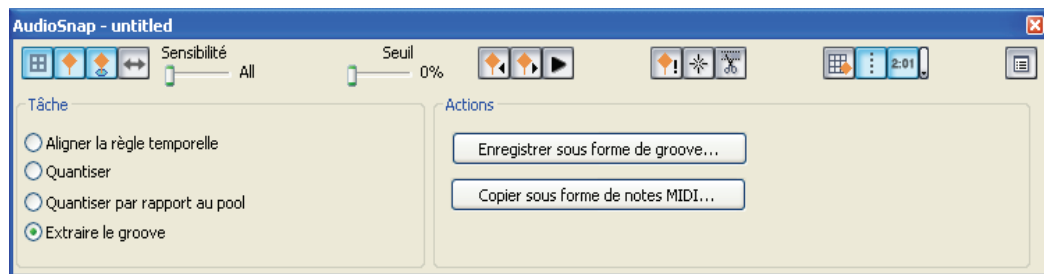 AudioSnap - untitled
Sensibilité
All
Seuil
0%
2:01
Tâche
Aligner la règle temporelle
Quantiser
Quantiser par rapport au pool
Extraire le groove
Actions
Enregistrer sous forme de groove...
Copier sous forme de notes MIDI...